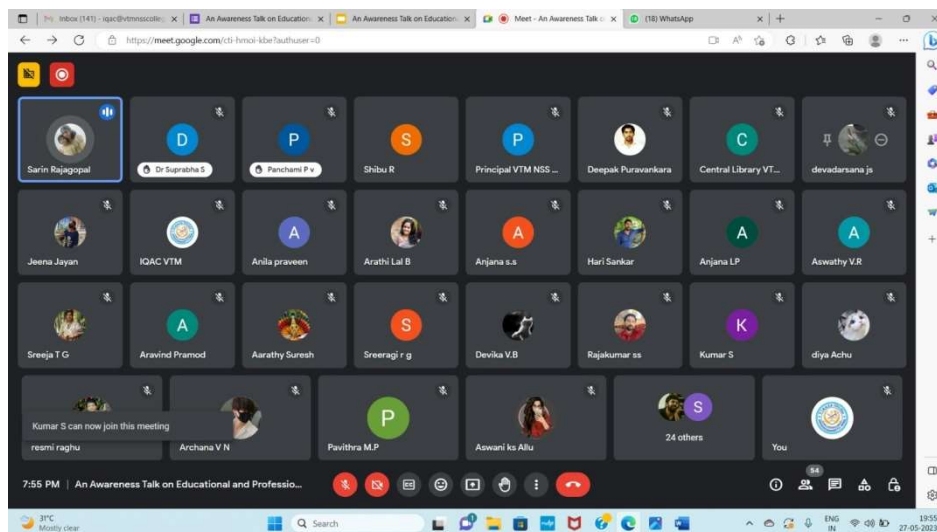 Inbox (141) - iqac@vtmnsscolleg
An Awareness Talk on Education
An Awareness Talk on Education
Meet - An Awareness Talk o
(18) WhatsApp
https://meet.google.com/cti-hmoi-kbe?authuser=0
Sarin Rajagopal
D
Dr Suprabha S
P
Panchami P v
S
Shibu R
P
Principal VTM NSS ...
Deepak Puravankara
C
Central Library VT...
devadarsana js
Jeena Jayan
IQAC VTM
A
Anila praveen
Arathi Lal B
A
Anjana s.s
Hari Sankar
A
Anjana LP
A
Aswathy V.R
Sreeja T G
A
Aravind Pramod
Aarathy Suresh
S
Sreeragi r g
Devika V.B
Rajakumar ss
K
Kumar S
diya Achu
Kumar S can now join this meeting
resmi raghu
Archana V N
P
Pavithra M.P
Aswani ks Allu
S
24 others
You
7:55 PM | An Awareness Talk on Educational and Professio...
54
31°C
Mostly clear
Search
ENG
IN
19:55
27-05-2023